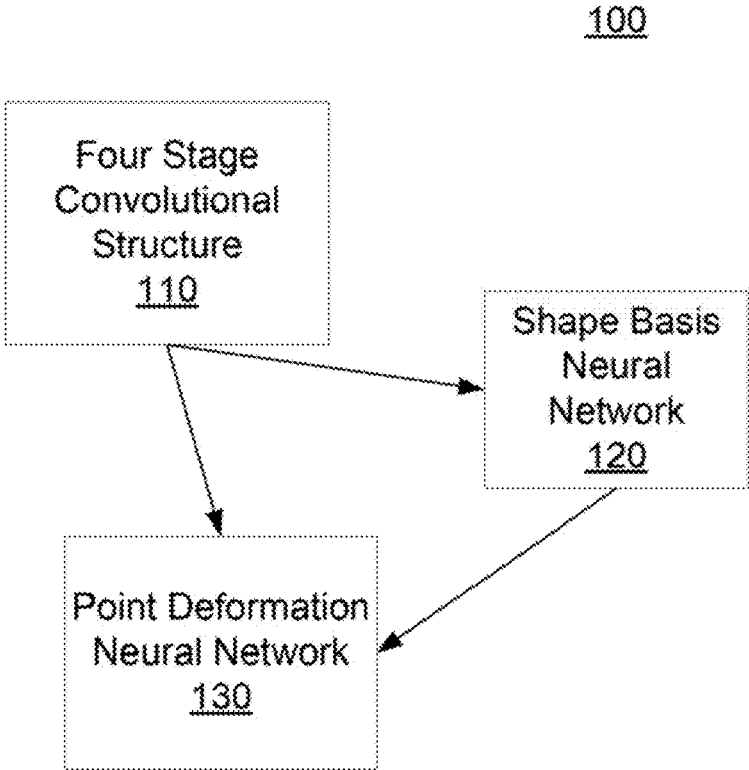 100
Four Stage
Convolutional
Structure
110
Shape Basis
Neural
Network
120
Point Deformation
Neural Network
130